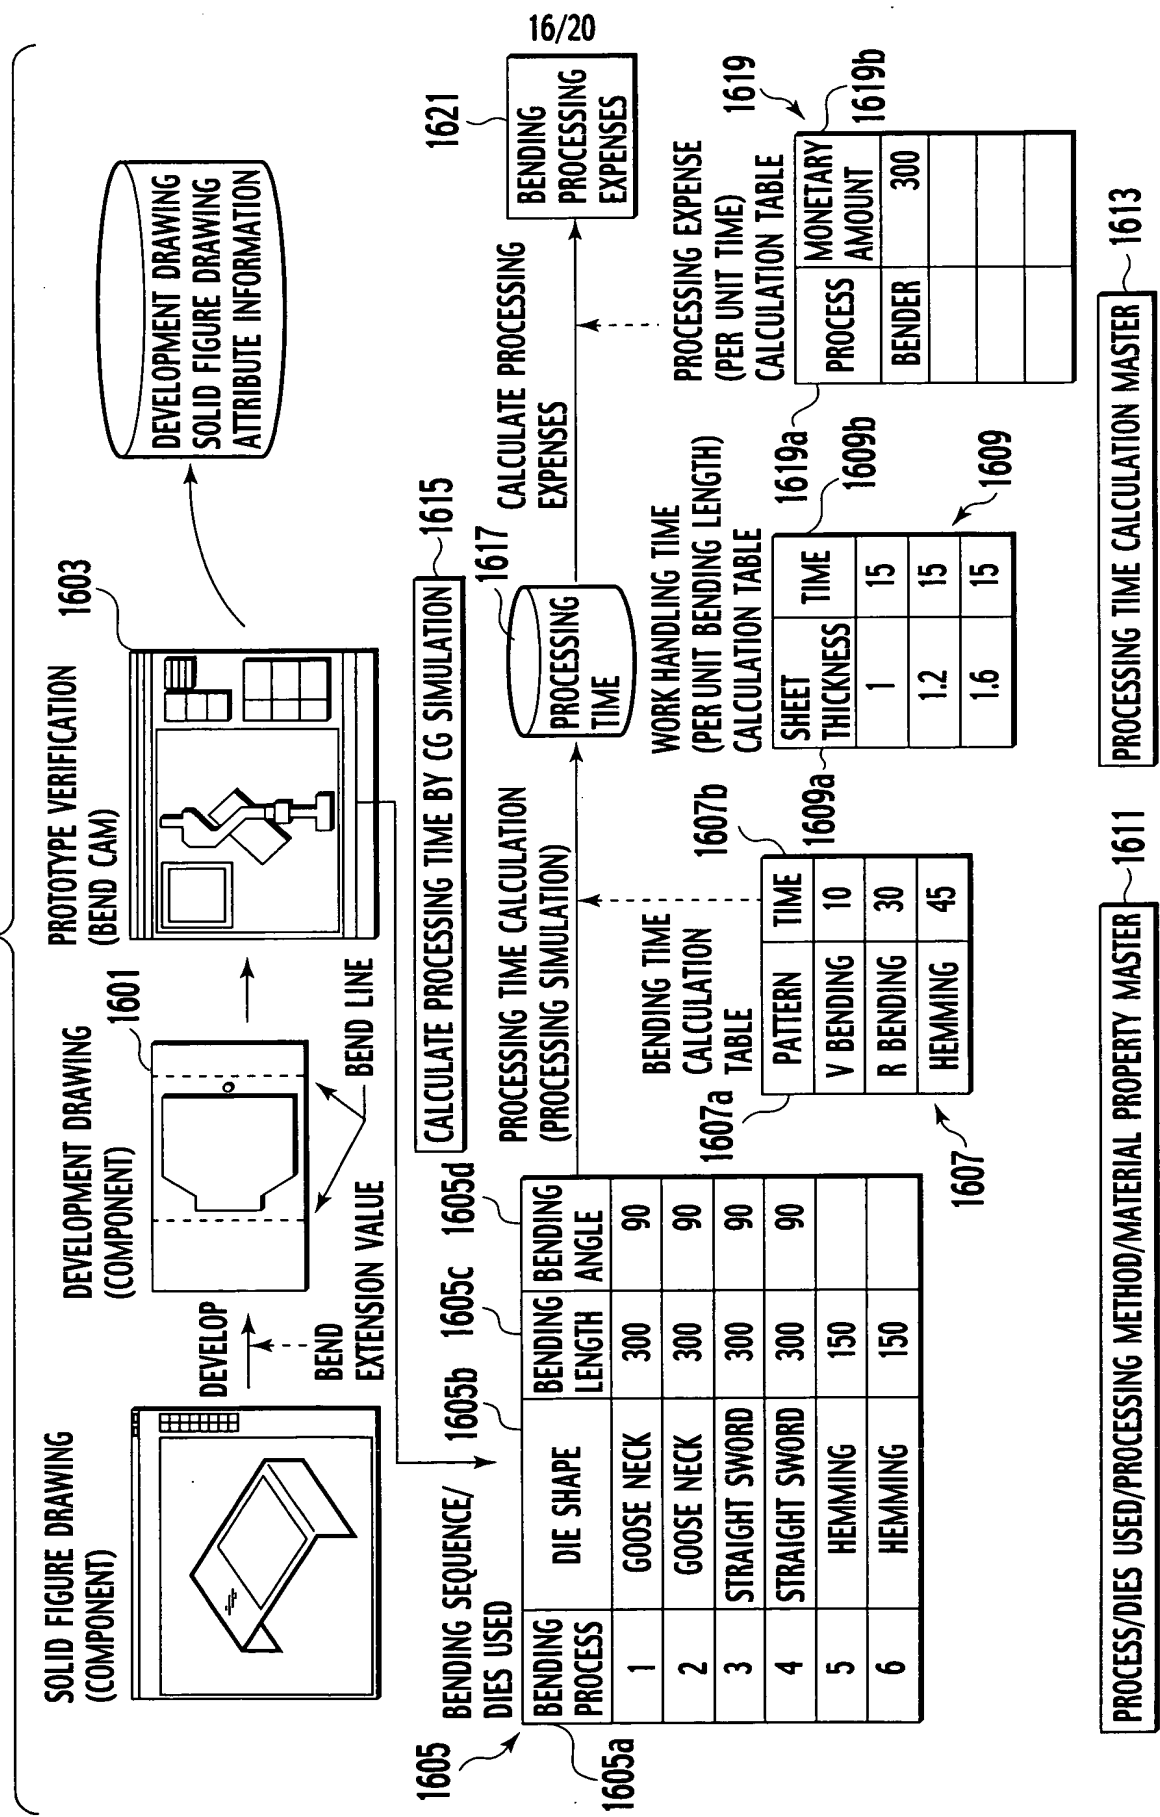 SOLID FIGURE DRAWING
(COMPONENT)
DEVELOP
BEND
EXTENSION VALUE
DEVELOPMENT DRAWING
(COMPONENT)
1601
BEND LINE
PROTOTYPE VERIFICATION
(BEND CAM)
1603
DEVELOPMENT DRAWING
SOLID FIGURE DRAWING
ATTRIBUTE INFORMATION
CALCULATE PROCESSING TIME BY CG SIMULATION
1615
BENDING SEQUENCE/
DIES USED
1605
1605a
1605b
1605c
1605d
BENDING PROCESS	DIE SHAPE	BENDING LENGTH	BENDING ANGLE
1	GOOSE NECK	300	90
2	GOOSE NECK	300	90
3	STRAIGHT SWORD	300	90
4	STRAIGHT SWORD	300	90
5	HEMMING	150
6	HEMMING	150
PROCESSING TIME CALCULATION
(PROCESSING SIMULATION)
1617
PROCESSING
TIME
CALCULATE PROCESSING
EXPENSES
1621
BENDING
PROCESSING
EXPENSES
16/20
BENDING TIME
CALCULATION
TABLE
1607a
1607b
PATTERN	TIME
V BENDING	10
R BENDING	30
HEMMING	45
1607
WORK HANDLING TIME
(PER UNIT BENDING LENGTH)
CALCULATION TABLE
1609a
1609b
SHEET THICKNESS	TIME
1	15
1.2	15
1.6	15
1609
PROCESSING EXPENSE
(PER UNIT TIME)
CALCULATION TABLE
1619
1619a
1619b
PROCESS	MONETARY AMOUNT
BENDER	300
PROCESS/DIES USED/PROCESSING METHOD/MATERIAL PROPERTY MASTER
1611
PROCESSING TIME CALCULATION MASTER
1613